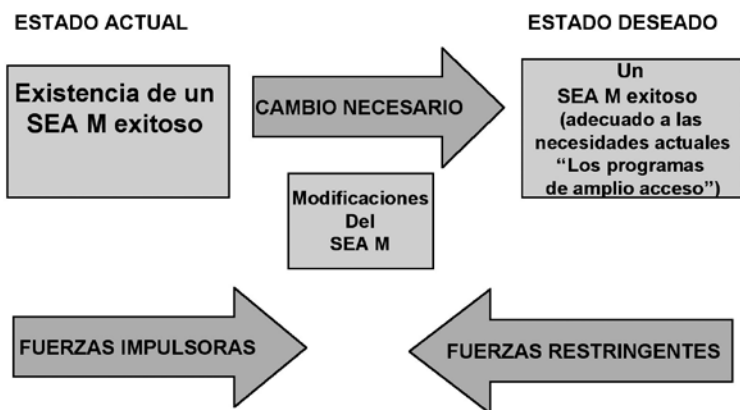 ESTADO ACTUAL
ESTADO DESEADO
Existencia de un
SEA M exitoso
CAMBIO NECESARIO
Un
SEA M exitoso
(adecuado a las
necesidades actuales
“Los programas
de amplio acceso”)
Modificaciones
Del
SEA M
FUERZAS IMPULSORAS
FUERZAS RESTRINGENTES